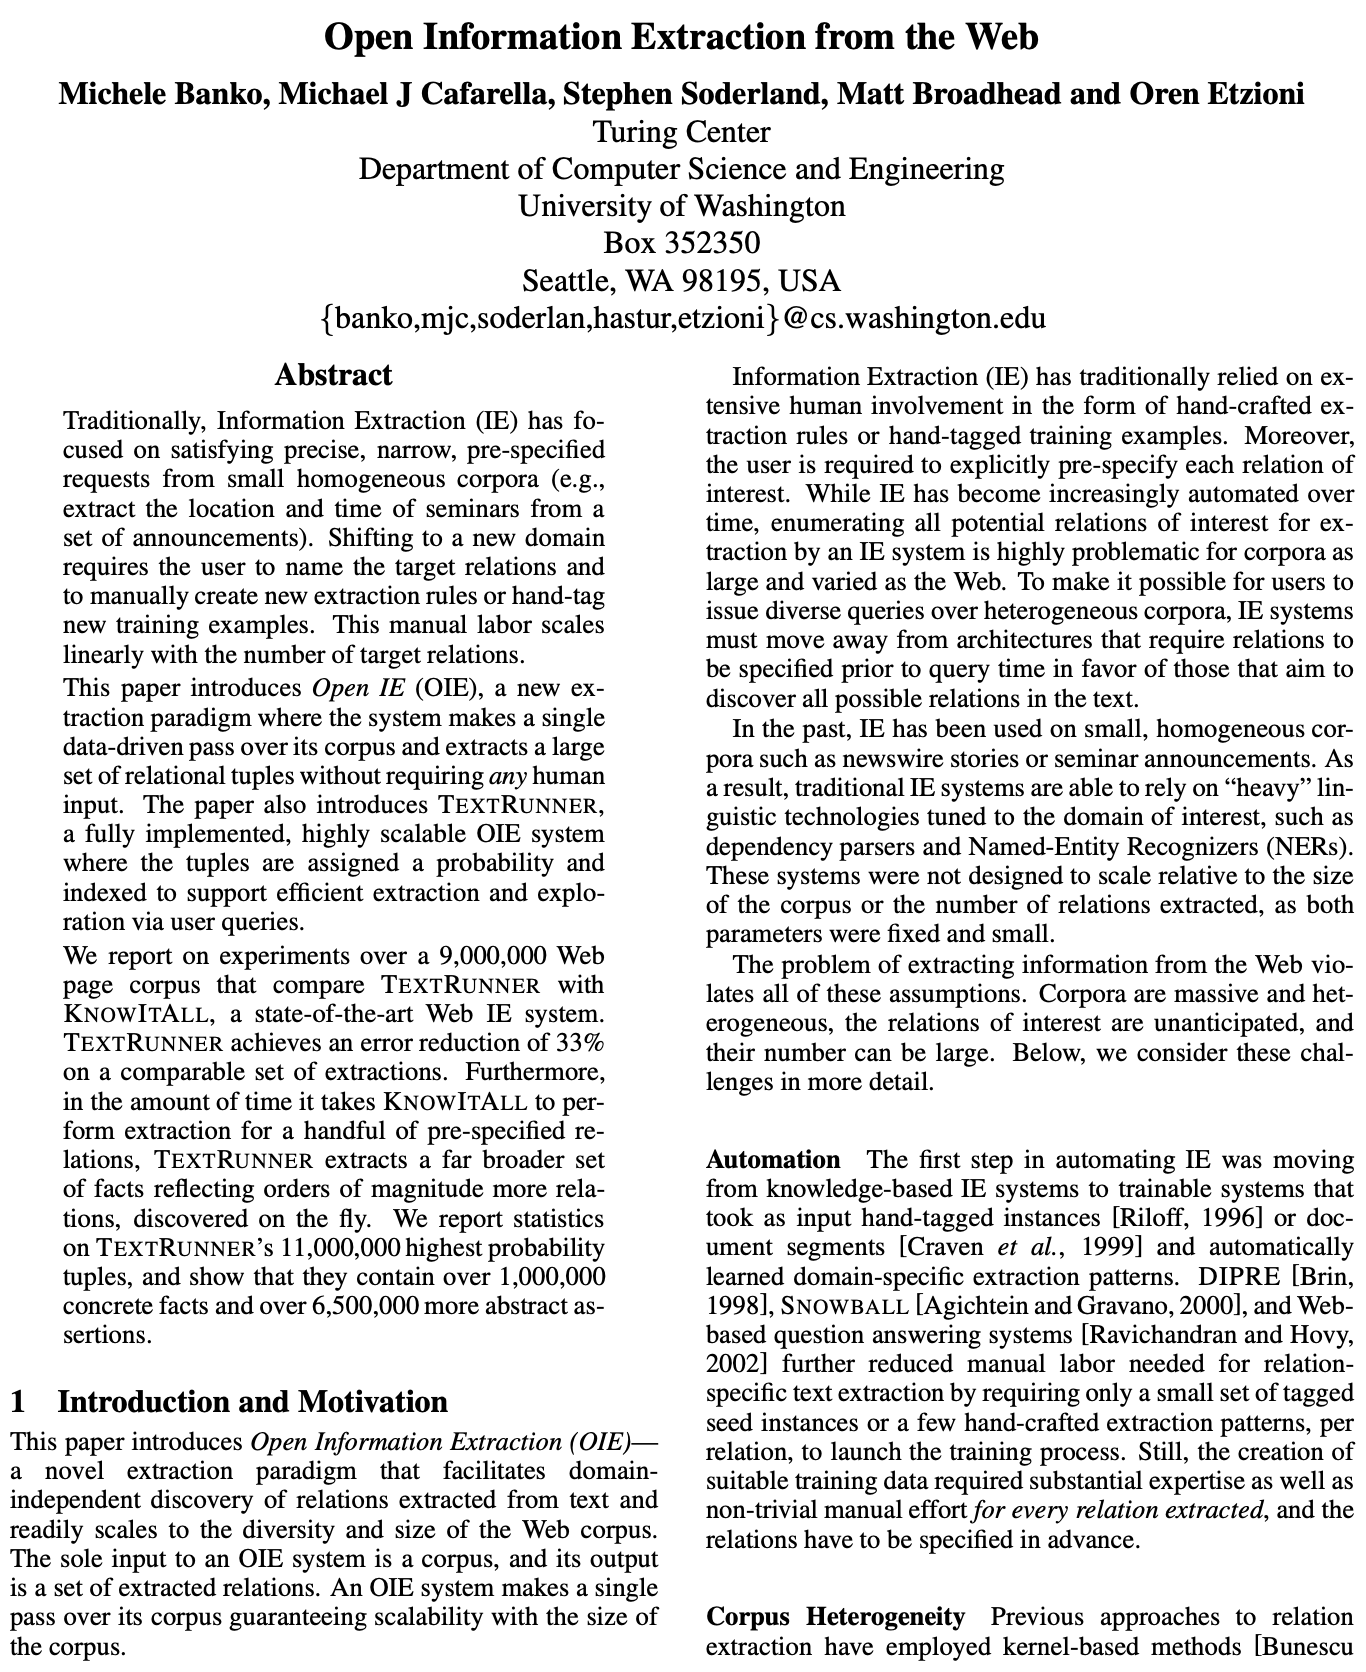 Open Information Extraction from the Web
Michele Banko, Michael J Cafarella, Stephen Soderland, Matt Broadhead and Oren Etzioni
Turing Center
Department of Computer Science and Engineering
University of Washington
Box 352350
Seattle, WA 98195, USA
{banko,mjc,soderlan,hastur,etzioni}@cs.washington.edu
Abstract
Traditionally, Information Extraction (IE) has fo-
cused on satisfying precise, narrow, pre-specified
requests from small homogeneous corpora (e.g.,
extract the location and time of seminars from a
set of announcements). Shifting to a new domain
requires the user to name the target relations and
to manually create new extraction rules or hand-tag
new training examples. This manual labor scales
linearly with the number of target relations.
This paper introduces Open IE (OIE), a new ex-
traction paradigm where the system makes a single
data-driven pass over its corpus and extracts a large
set of relational tuples without requiring any human
input. The paper also introduces TEXTRUNNER,
a fully implemented, highly scalable OIE system
where the tuples are assigned a probability and
indexed to support efficient extraction and explo-
ration via user queries.
We report on experiments over a 9,000,000 Web
page corpus that compare TEXTRUNNER with
KNOWITALL, a state-of-the-art Web IE system.
TEXTRUNNER achieves an error reduction of 33%
on a comparable set of extractions. Furthermore,
in the amount of time it takes KNOWITALL to per-
form extraction for a handful of pre-specified re-
lations, TEXTRUNNER extracts a far broader set
of facts reflecting orders of magnitude more rela-
tions, discovered on the fly. We report statistics
on TEXTRUNNER's 11,000,000 highest probability
tuples, and show that they contain over 1,000,000
concrete facts and over 6,500,000 more abstract as-
sertions.
1 Introduction and Motivation
This paper introduces Open Information Extraction (OIE)—
a novel extraction paradigm that facilitates domain-
independent discovery of relations extracted from text and
readily scales to the diversity and size of the Web corpus.
The sole input to an OIE system is a corpus, and its output
is a set of extracted relations. An OIE system makes a single
pass over its corpus guaranteeing scalability with the size of
the corpus.
Information Extraction (IE) has traditionally relied on ex-
tensive human involvement in the form of hand-crafted ex-
traction rules or hand-tagged training examples. Moreover,
the user is required to explicitly pre-specify each relation of
interest. While IE has become increasingly automated over
time, enumerating all potential relations of interest for ex-
traction by an IE system is highly problematic for corpora as
large and varied as the Web. To make it possible for users to
issue diverse queries over heterogeneous corpora, IE systems
must move away from architectures that require relations to
be specified prior to query time in favor of those that aim to
discover all possible relations in the text.
In the past, IE has been used on small, homogeneous cor-
pora such as newswire stories or seminar announcements. As
a result, traditional IE systems are able to rely on “heavy” lin-
guistic technologies tuned to the domain of interest, such as
dependency parsers and Named-Entity Recognizers (NERs).
These systems were not designed to scale relative to the size
of the corpus or the number of relations extracted, as both
parameters were fixed and small.
The problem of extracting information from the Web vio-
lates all of these assumptions. Corpora are massive and het-
erogeneous, the relations of interest are unanticipated, and
their number can be large. Below, we consider these chal-
lenges in more detail.
Automation The first step in automating IE was moving
from knowledge-based IE systems to trainable systems that
took as input hand-tagged instances [Riloff, 1996] or doc-
ument segments [Craven et al., 1999] and automatically
learned domain-specific extraction patterns. DIPRE [Brin,
1998], SNOWBALL [Agichtein and Gravano, 2000], and Web-
based question answering systems [Ravichandran and Hovy,
2002] further reduced manual labor needed for relation-
specific text extraction by requiring only a small set of tagged
seed instances or a few hand-crafted extraction patterns, per
relation, to launch the training process. Still, the creation of
suitable training data required substantial expertise as well as
non-trivial manual effort for every relation extracted, and the
relations have to be specified in advance.
Corpus Heterogeneity Previous approaches to relation
extraction have employed kernel-based methods [Bunescu